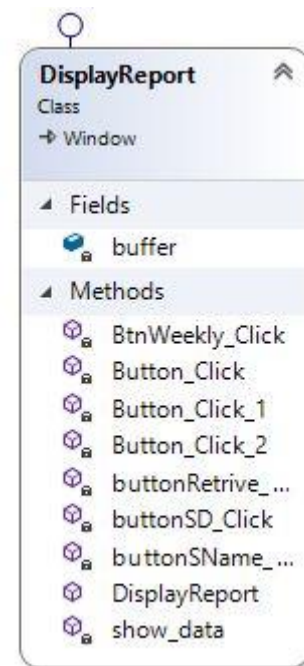 DisplayReport
Class
Window
Fields
buffer
Methods
BtnWeekly_Click
Button_Click
Button_Click_1
Button_Click_2
buttonRetrive_...
buttonSD_Click
buttonSName_...
DisplayReport
show_data